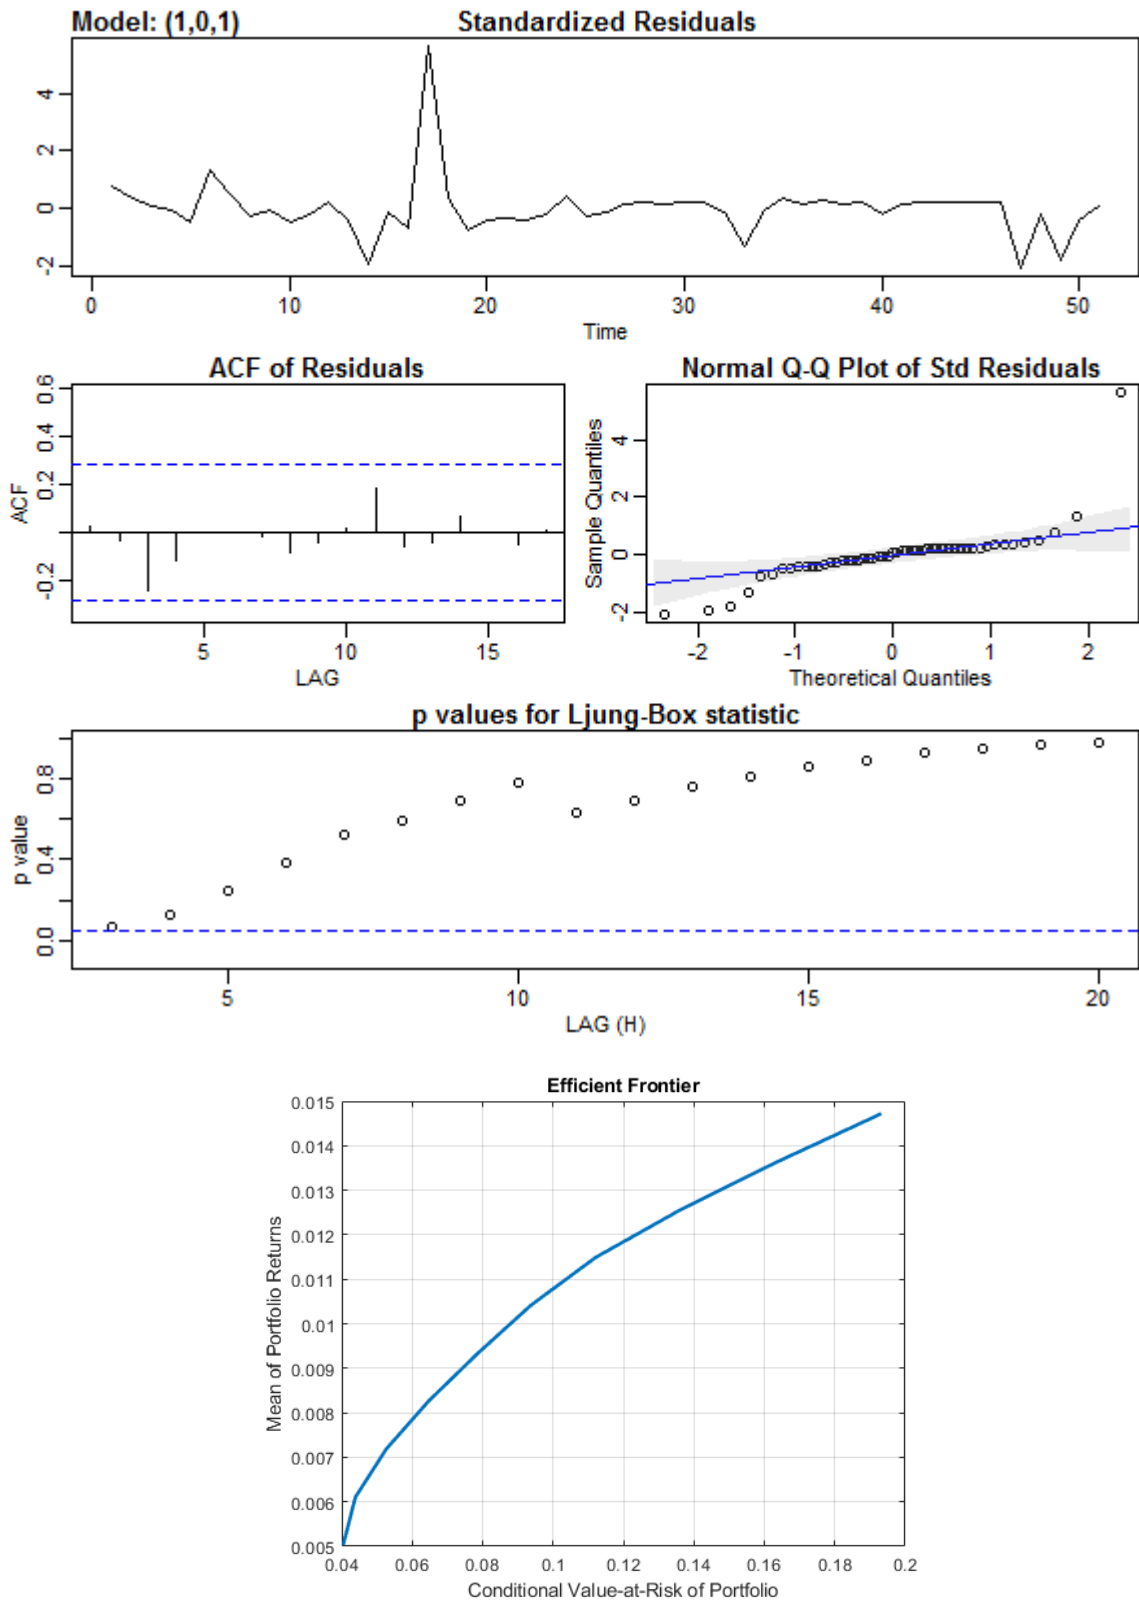 Model: (1,0,1) Standardized Residuals
4
2
0
-2
0 10 20 30 40 50
Time
ACF of Residuals
ACF
0.6
0.4
0.2
-0.2
5 10 15
LAG
Normal Q-Q Plot of Std Residuals
Sample Quantiles
4
2
0
-2
-2 -1 0 1 2
Theoretical Quantiles
p values for Ljung-Box statistic
p value
0.8
0.4
0.0
5 10 15 20
LAG (H)
Efficient Frontier
Mean of Portfolio Returns
0.015
0.014
0.013
0.012
0.011
0.01
0.009
0.008
0.007
0.006
0.005
0.04 0.06 0.08 0.1 0.12 0.14 0.16 0.18 0.2
Conditional Value-at-Risk of Portfolio